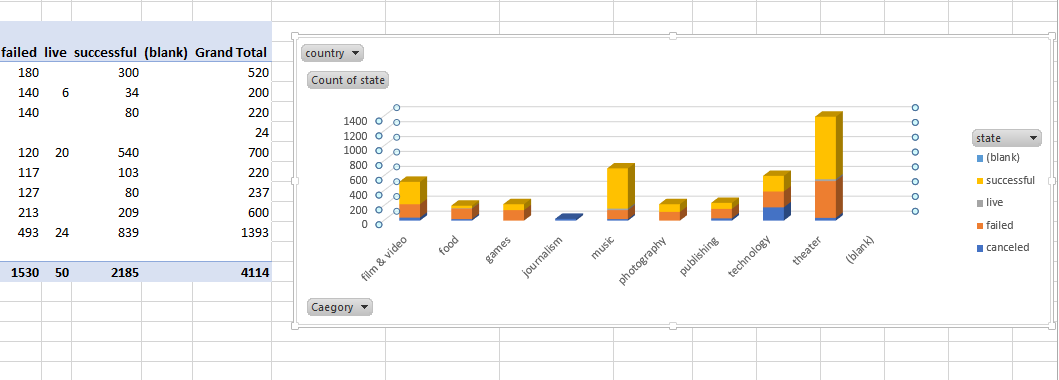 failed live successful (blank) Grand Total
180 300 520
140 6 34 200
140 80 220
24
120 20 540 700
117 103 220
127 80 237
213 209 600
493 24 839 1393
1530 50 2185 4114
country
Count of state
1400
1200
1000
800
600
400
200
0
film & video
food
games
journalism
music
photography
publishing
technology
theater
(blank)
state
(blank)
successful
live
failed
canceled
Caegory